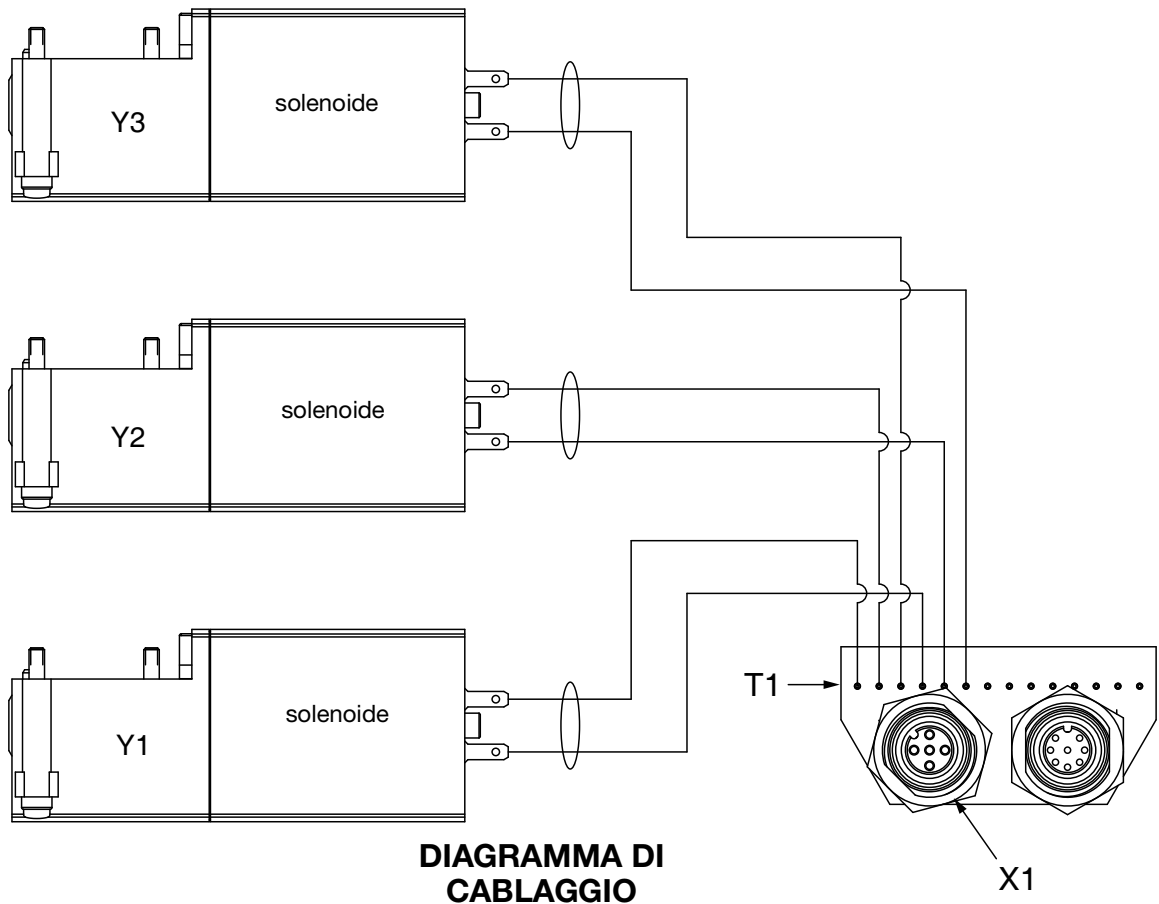 solenoide
Y3
solenoide
Y2
T1
solenoide
Y1
DIAGRAMMA DI
CABLAGGIO
X1